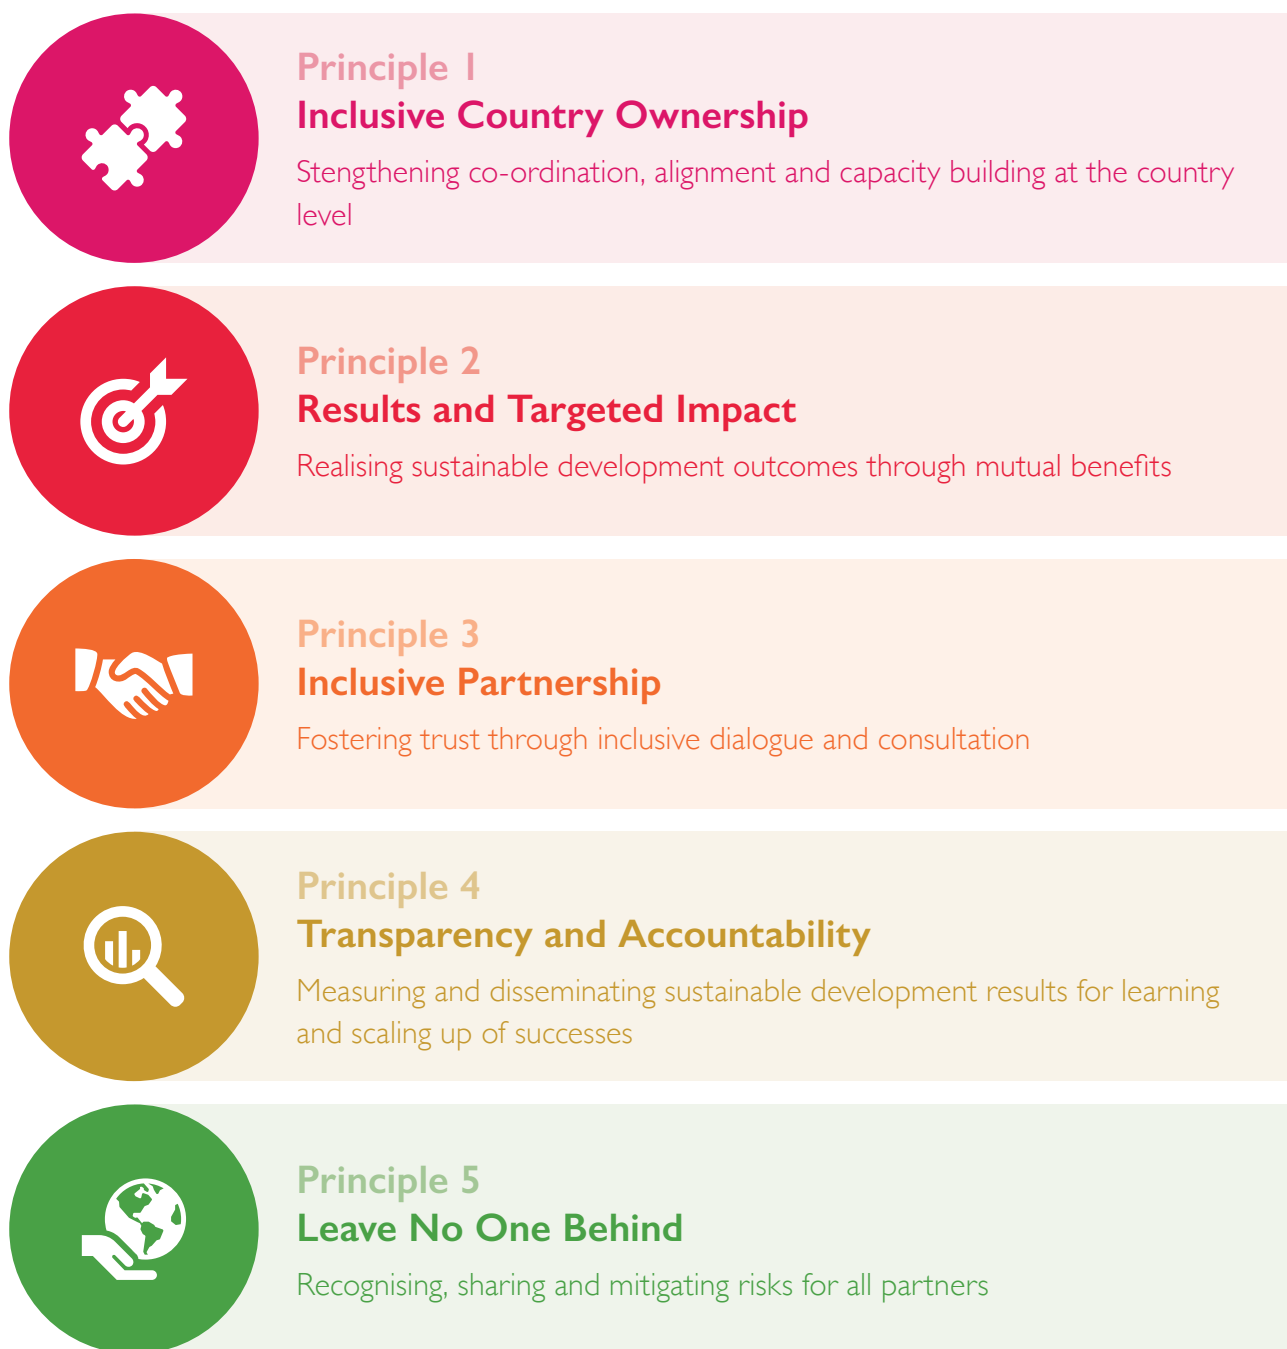 Principle 1
Inclusive Country Ownership
Stengthening co-ordination, alignment and capacity building at the country
level
Principle 2
Results and Targeted Impact
Realising sustainable development outcomes through mutual benefits
Principle 3
Inclusive Partnership
Fostering trust through inclusive dialogue and consultation
Principle 4
Transparency and Accountability
Measuring and disseminating sustainable development results for learning
and scaling up of successes
Principle 5
Leave No One Behind
Recognising, sharing and mitigating risks for all partners